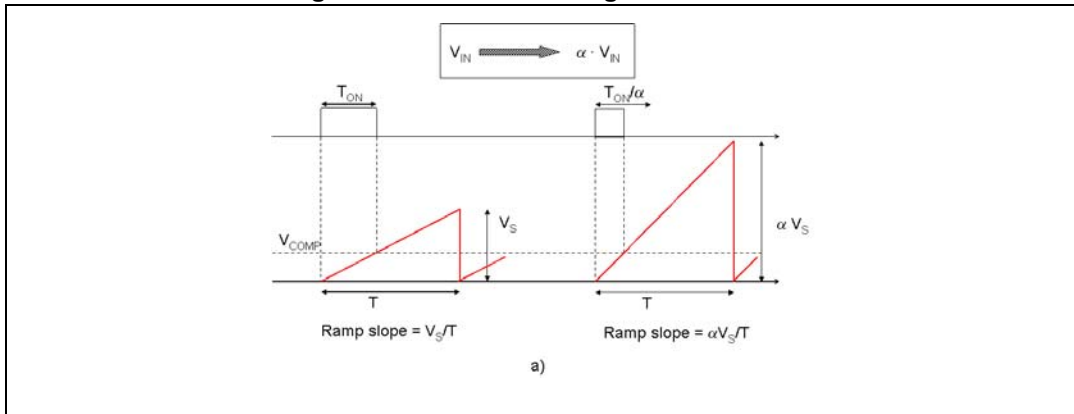 V_IN α · V_IN
T_ON T_ON/α
V_S α V_S
V_COMP
T T
Ramp slope = V_S/T Ramp slope = αV_S/T
a)